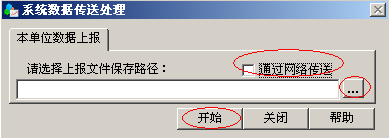 系统数据传送处理
本单位数据上报
请选择上报文件保存路径： 通过网络传送
...
开始 关闭 帮助